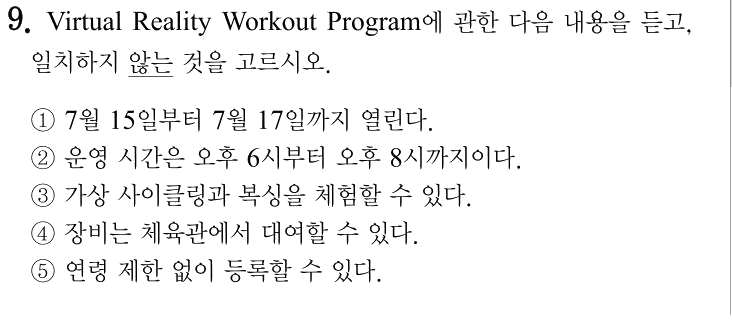 9. Virtual Reality Workout Program에 관한 다음 내용을 듣고,
일치하지 않는 것을 고르시오.
① 7월 15일부터 7월 17일까지 열린다.
② 운영 시간은 오후 6시부터 오후 8시까지이다.
③ 가상 사이클링과 복싱을 체험할 수 있다.
④ 장비는 체육관에서 대여할 수 있다.
⑤ 연령 제한 없이 등록할 수 있다.